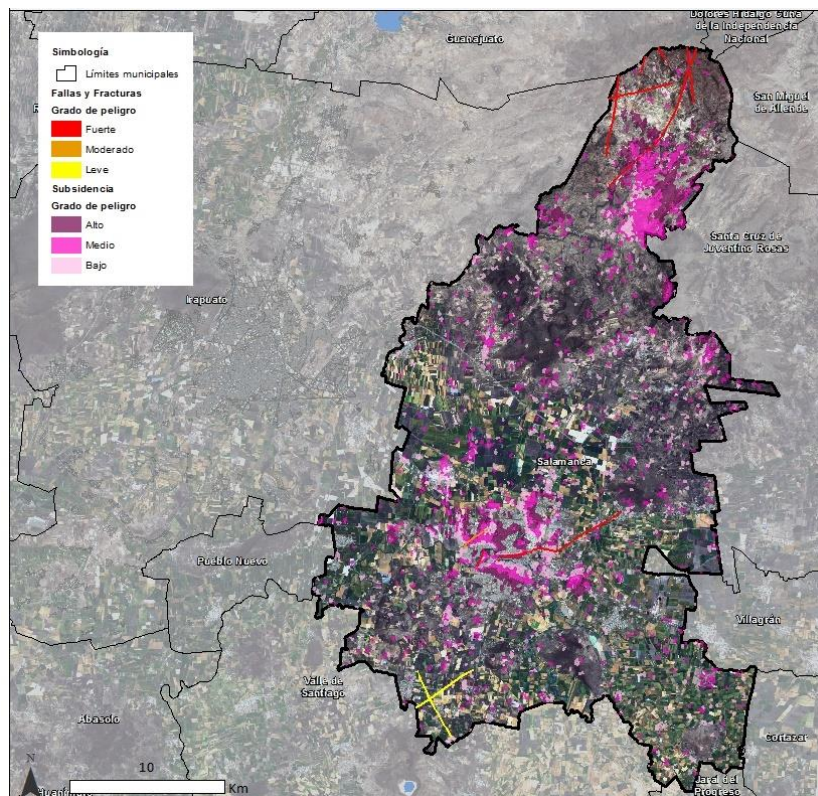 Dolores Hidalgo Cuna
de la Independencia
Nacional
Guanajuato
Simbología
Límites municipales
Fallas y Fracturas
Grado de peligro
Fuerte
Moderado
Leve
Subsidencia
Grado de peligro
Alto
Medio
Bajo
San Miguel
de Allende
Santa Cruz de
Juventino Rosas
Irapuato
Salamanca
Pueblo Nuevo
Villagrán
Valle de
Santiago
Abasolo
Cortazar
N
10
Km
Jaral del
Progreso